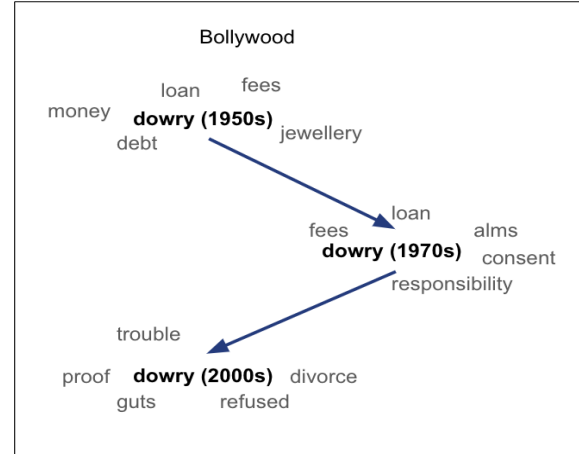 Bollywood
loan
fees
money
dowry (1950s)
debt
jewellery
loan
fees
alms
dowry (1970s)
consent
responsibility
trouble
proof
dowry (2000s)
divorce
guts
refused